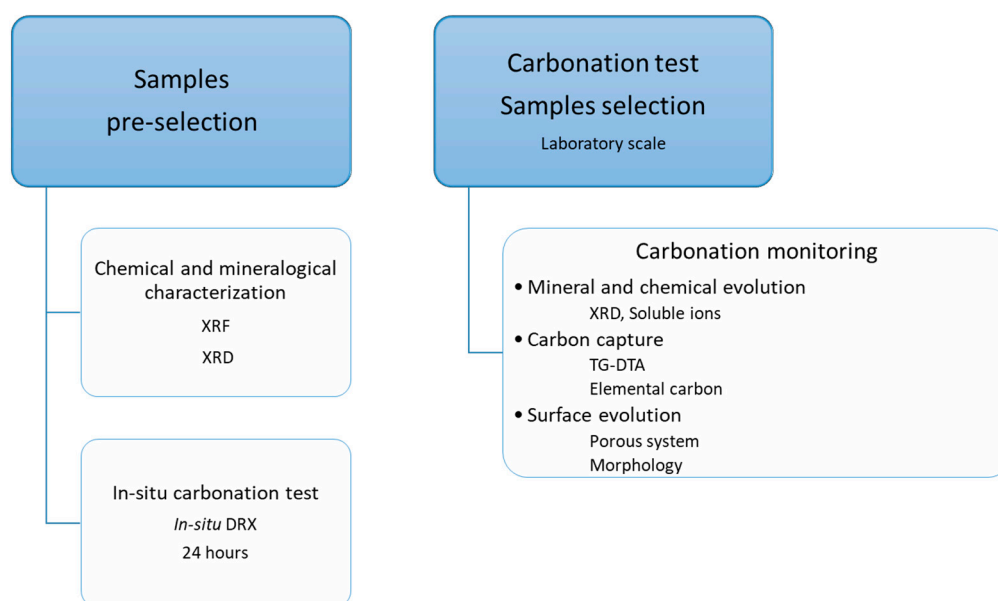 Samples
pre-selection
Chemical and mineralogical
characterization
XRF
XRD
In-situ carbonation test
In-situ DRX
24 hours
Carbonation test
Samples selection
Laboratory scale
Carbonation monitoring
• Mineral and chemical evolution
XRD, Soluble ions
• Carbon capture
TG-DTA
Elemental carbon
• Surface evolution
Porous system
Morphology